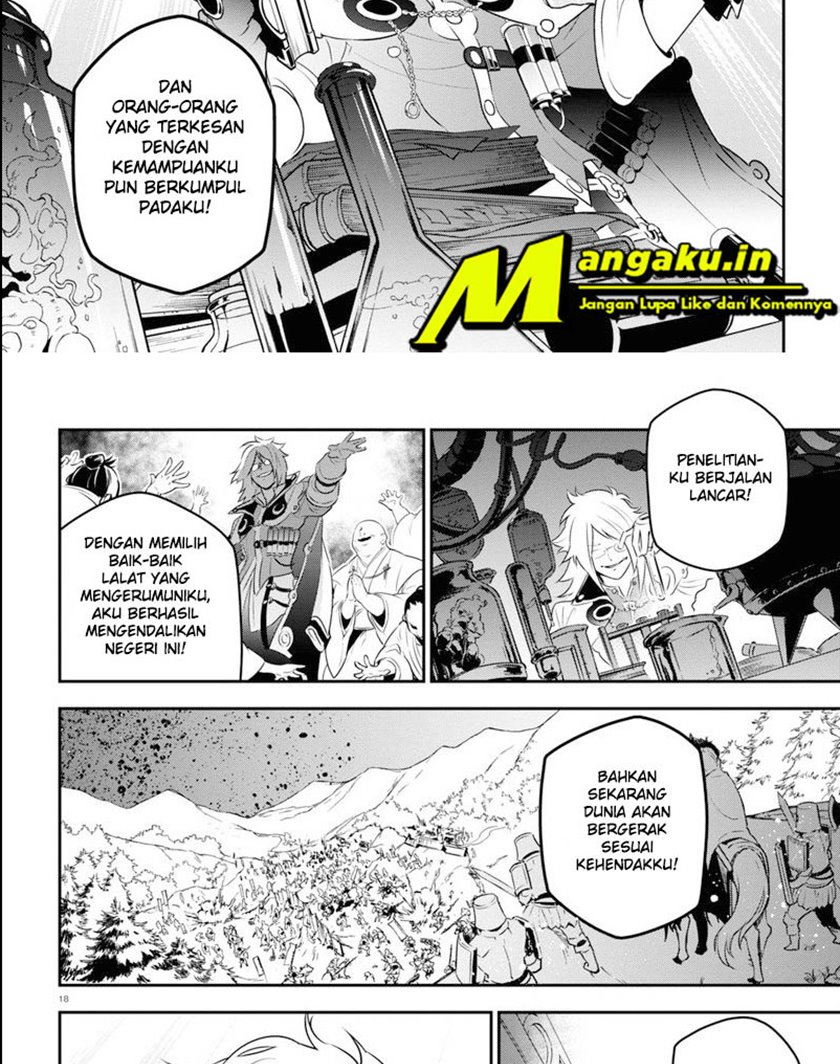 DAN
ORANG-ORANG
YANG TERKESAN
DENGAN
KEMAMPUANKU
PUN BERKUMPUL
PADAKU!
Mangaku.in
Jangan Lupa Like dan Komennya
PENELITIAN-
KU BERJALAN
LANCAR!
DENGAN MEMILIH
BAIK-BAIK
LALAT YANG
MENGERUMUNIKU,
AKU BERHASIL
MENGENDALIKAN
NEGERI INI!
BAHKAN
SEKARANG
DUNIA AKAN
BERGERAK
SESUAI
KEHENDAKKU!
18